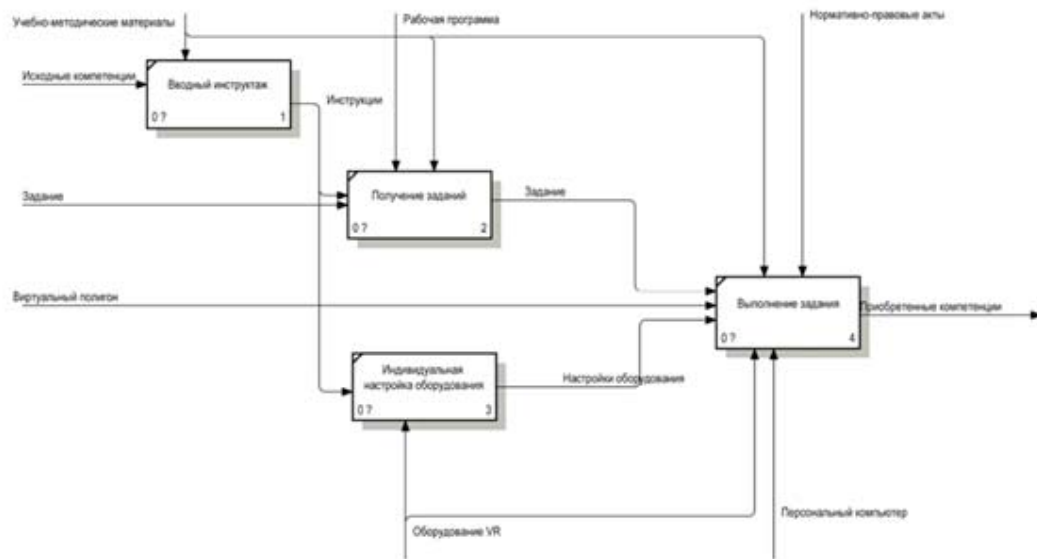 Учебно-методические материалы
Рабочая программа
Нормативно-правовые акты
Исходные компетенции
Вводный инструктаж
0 ?
1
Инструкции
Задание
Получение заданий
0 ?
2
Задание
Виртуальный полигон
Выполнение задания
0 ?
4
Приобретенные компетенции
Индивидуальная
настройка оборудования
0 ?
3
Настройки оборудования
Оборудование VR
Персональный компьютер